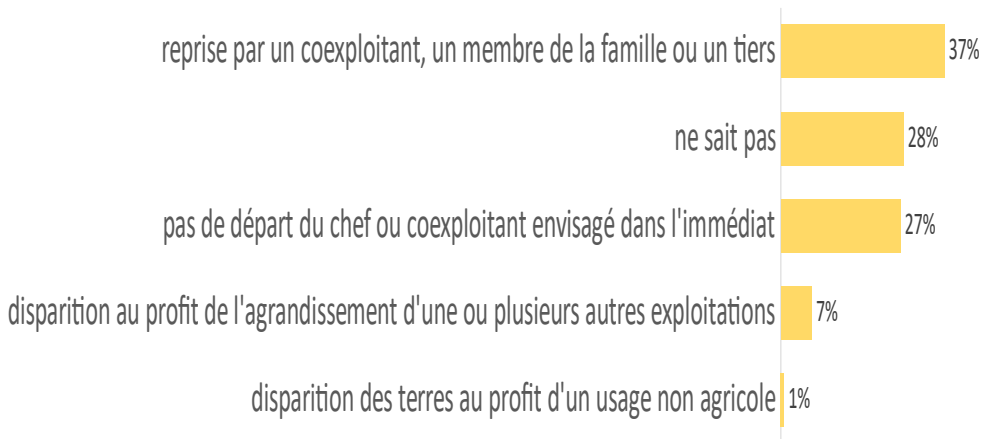 reprise par un coexploitant, un membre de la famille ou un tiers 37%
ne sait pas 28%
pas de départ du chef ou coexploitant envisagé dans l'immédiat 27%
disparition au profit de l'agrandissement d'une ou plusieurs autres exploitations 7%
disparition des terres au profit d'un usage non agricole 1%